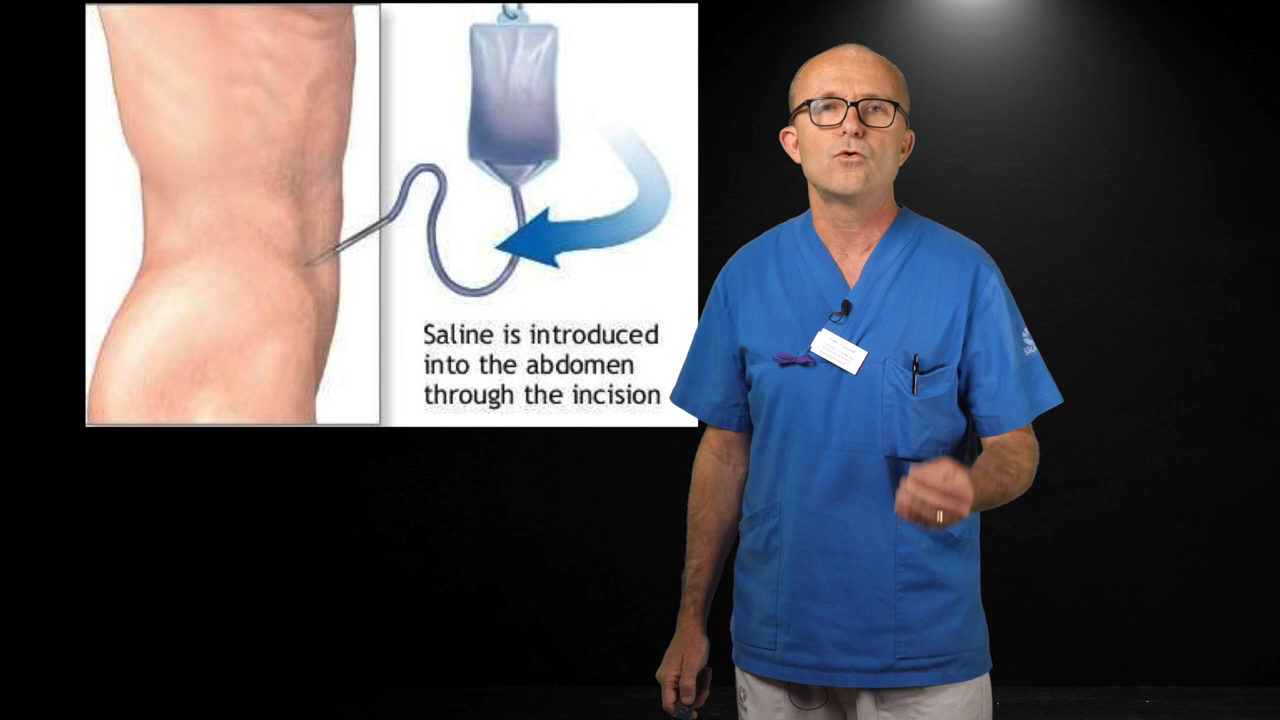 Saline is introduced
into the abdomen
through the incision